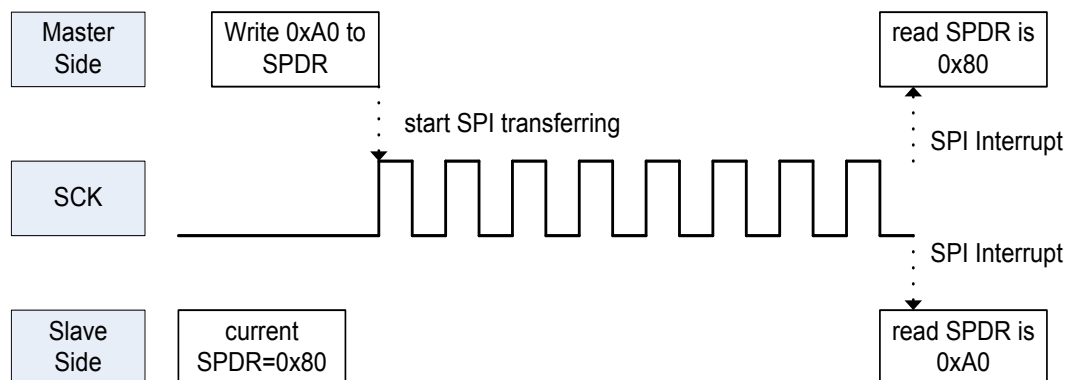 Master
Side
Write 0xA0 to
SPDR
read SPDR is
0x80
start SPI transferring
SPI Interrupt
SCK
SPI Interrupt
Slave
Side
current
SPDR=0x80
read SPDR is
0xA0